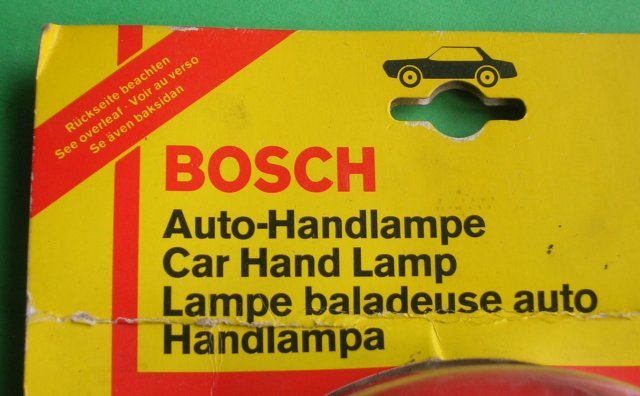 Rückseite beachten
See overleaf · Voir au verso
Se även baksidan
BOSCH
Auto-Handlampe
Car Hand Lamp
Lampe baladeuse auto
Handlampa